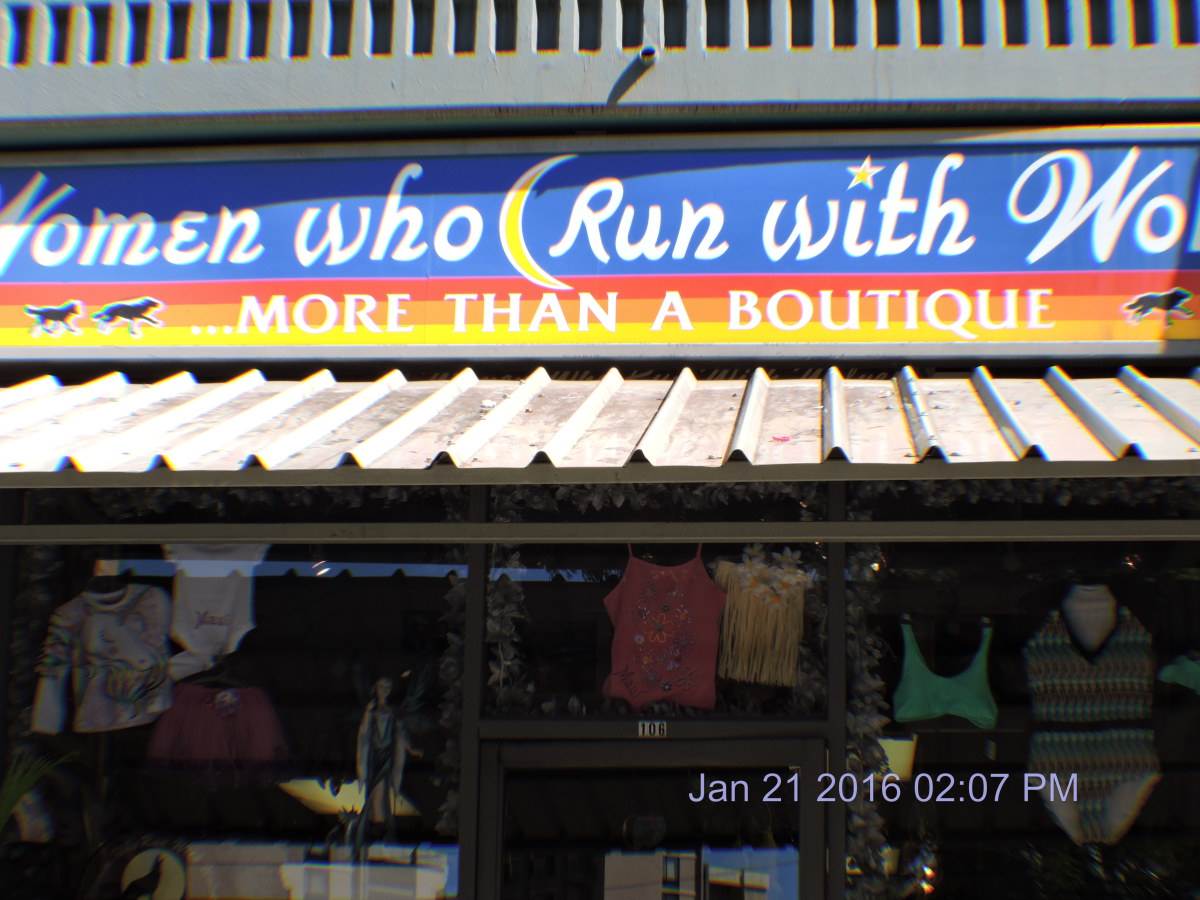 Women who Run with Wo
...MORE THAN A BOUTIQUE
106
Jan 21 2016 02:07 PM